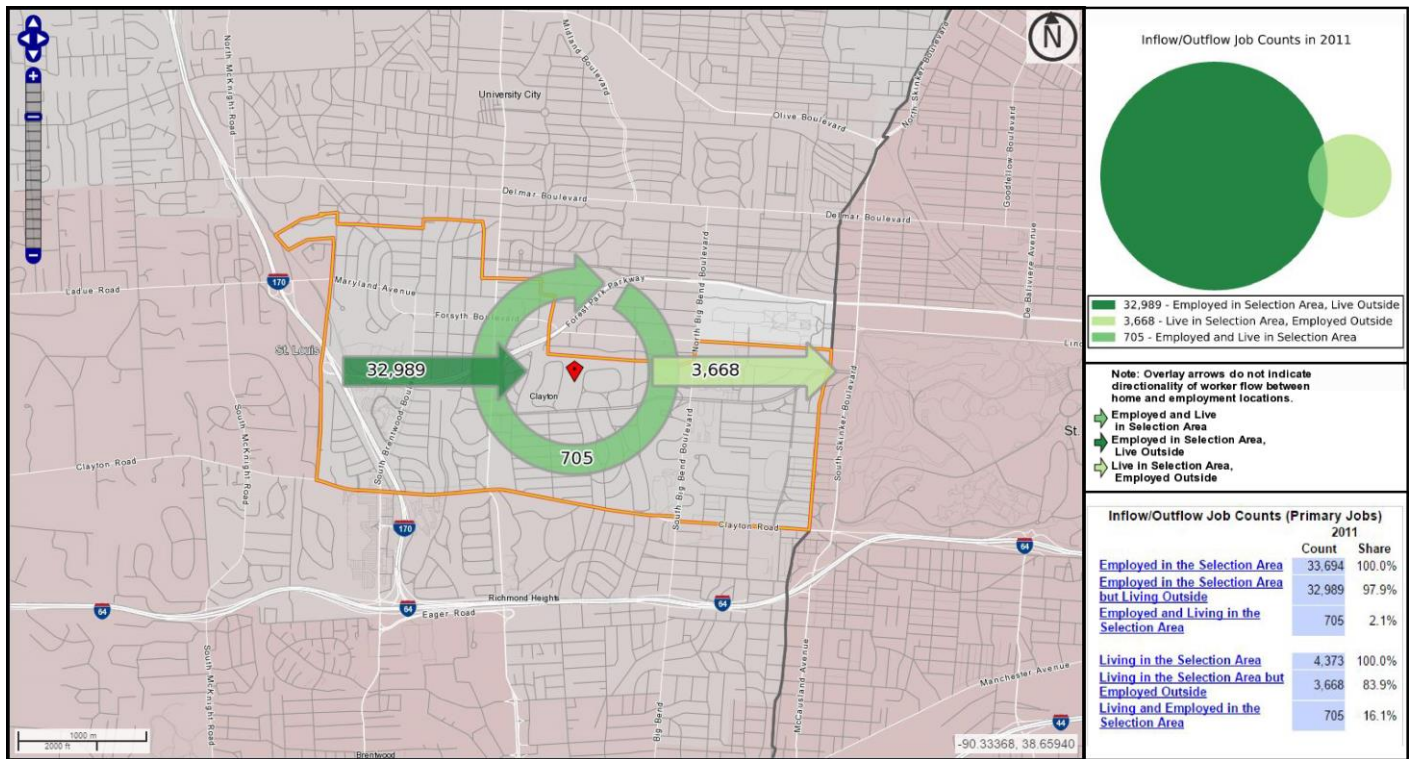 North McKnight Road
Midland Boulevard
N
North Skinker Boulevard
University City
Olive Boulevard
Goodfellow Boulevard
Delmar Boulevard
Delmar Boulevard
De Baliviere Avenue
170
Ladue Road
Maryland Avenue
Forest Park Parkway
North Big Bend Boulevard
Forsyth Boulevard
St. Louis
Lin
32,989
3,668
Clayton
South Brentwood Boulevard
South McKnight Road
South Skinker Boulevard
St.
705
Clayton Road
South Big Bend Boulevard
Clayton Road
170
64
64
Richmond Heights
64
64
Eager Road
South McKnight Road
McCausland Avenue
Manchester Avenue
Big Bend
44
1000 m
2000 ft
Brentwood
-90.33368, 38.65940
Inflow/Outflow Job Counts in 2011
32,989 - Employed in Selection Area, Live Outside
3,668 - Live in Selection Area, Employed Outside
705 - Employed and Live in Selection Area
Note: Overlay arrows do not indicate
directionality of worker flow between
home and employment locations.
Employed and Live
in Selection Area
Employed in Selection Area,
Live Outside
Live in Selection Area,
Employed Outside
Inflow/Outflow Job Counts (Primary Jobs)
2011
Count Share
Employed in the Selection Area 33,694 100.0%
Employed in the Selection Area
but Living Outside 32,989 97.9%
Employed and Living in the
Selection Area 705 2.1%
Living in the Selection Area 4,373 100.0%
Living in the Selection Area but
Employed Outside 3,668 83.9%
Living and Employed in the
Selection Area 705 16.1%